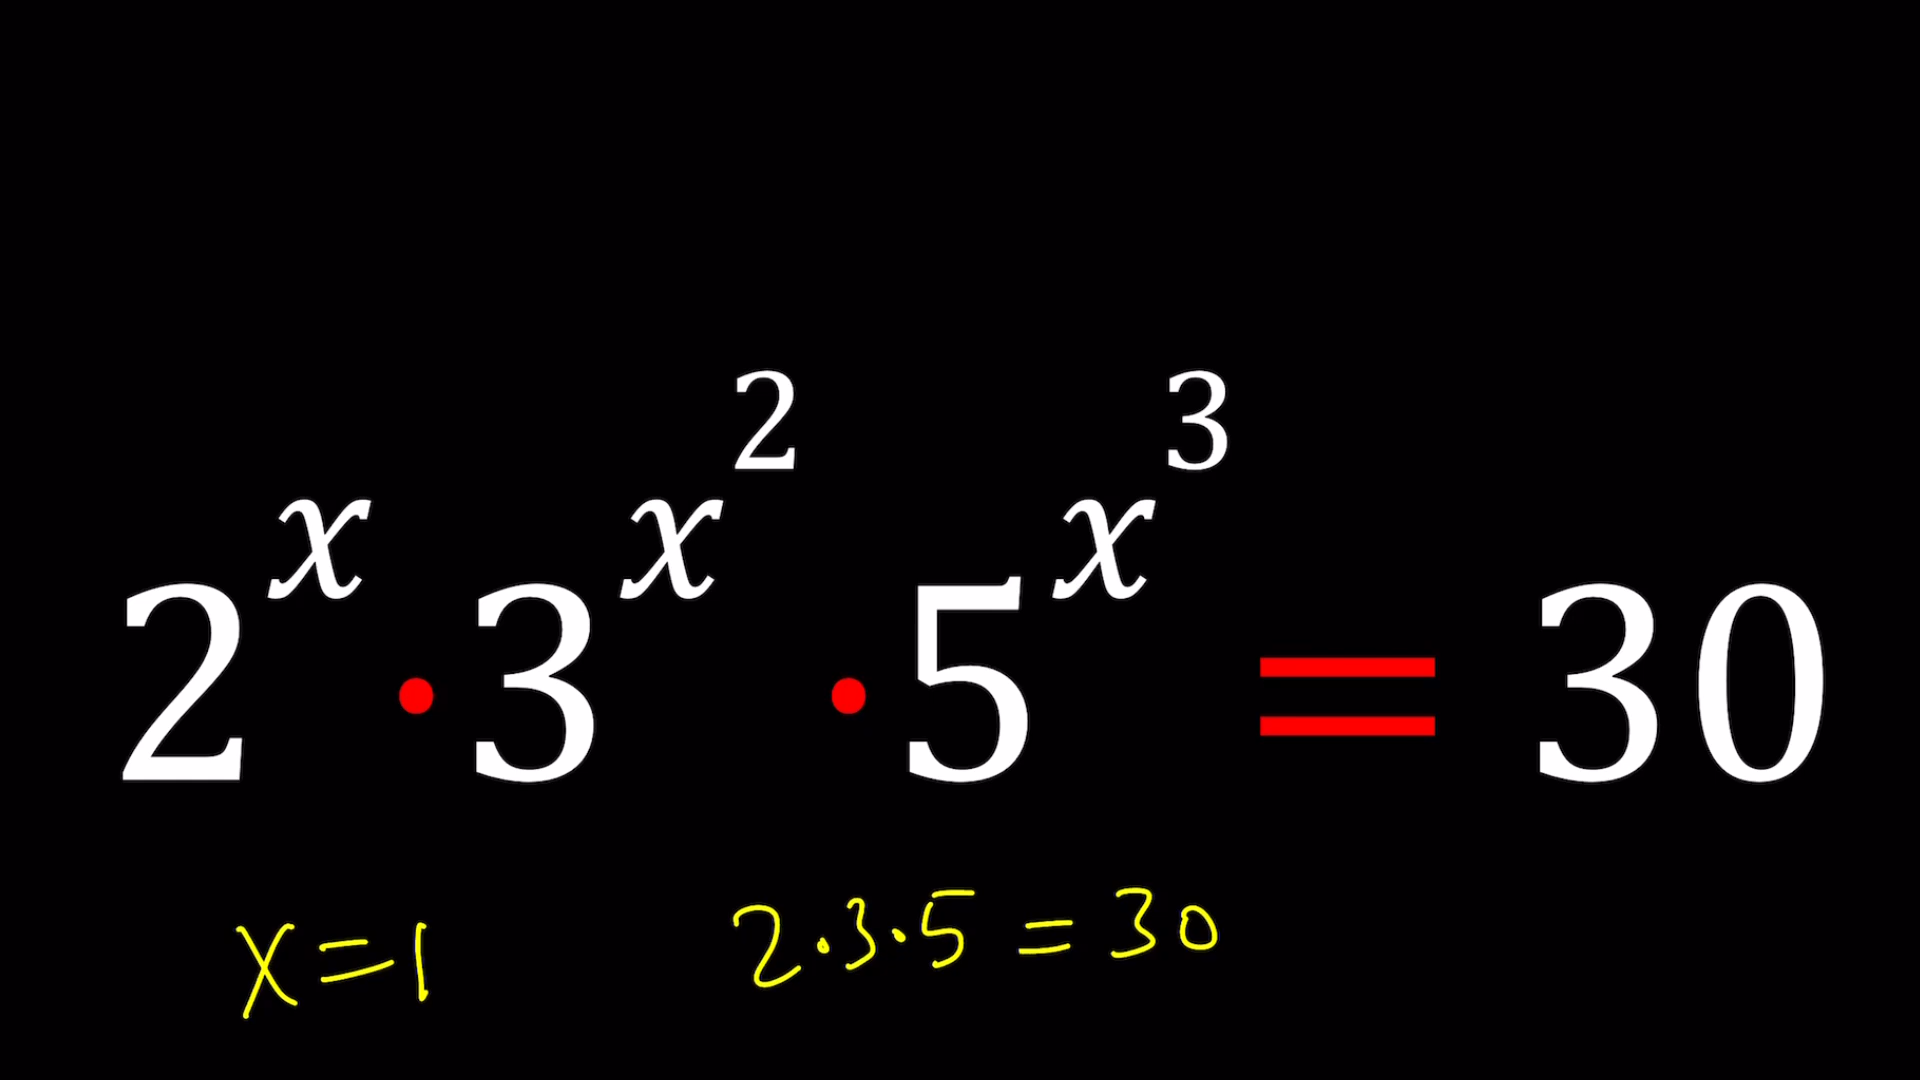 2^x · 3^x^2 · 5^x^3 = 30
x = 1 2·3·5 = 30